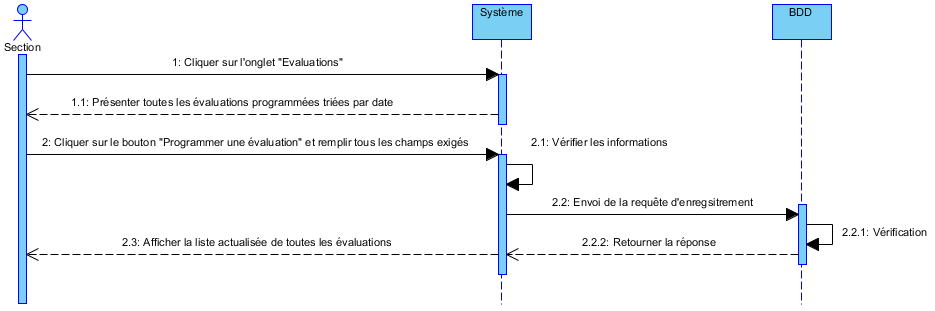 Système
BDD
Section
1: Cliquer sur l'onglet "Evaluations"
1.1: Présenter toutes les évaluations programmées triées par date
2: Cliquer sur le bouton "Programmer une évaluation" et remplir tous les champs exigés
2.1: Vérifier les informations
2.2: Envoi de la requête d'enregsitrement
2.2.1: Vérification
2.3: Afficher la liste actualisée de toutes les évaluations
2.2.2: Retourner la réponse